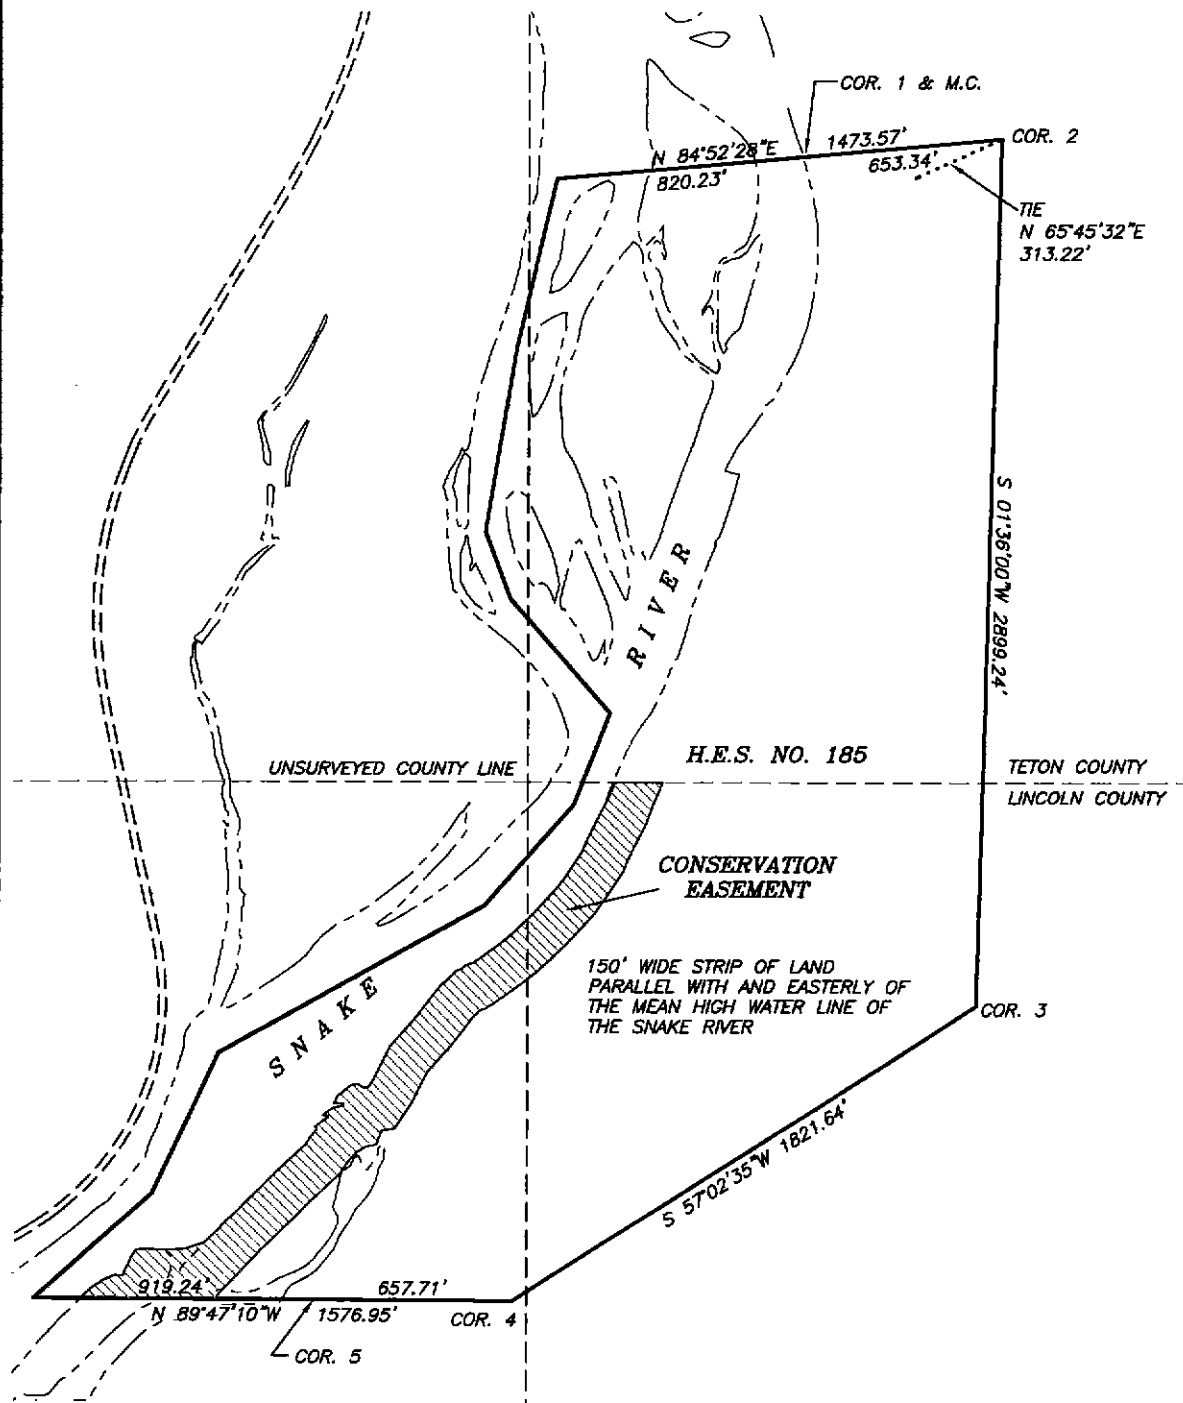 COR. 1 & M.C.
N 84°52'28"E
1473.57'
COR. 2
820.23'
653.34'
TIE
N 65°45'32"E
313.22'
S 01°36'00"W 2899.24'
RIVER
H.E.S. NO. 185
UNSURVEYED COUNTY LINE
TETON COUNTY
LINCOLN COUNTY
CONSERVATION
EASEMENT
150' WIDE STRIP OF LAND
PARALLEL WITH AND EASTERLY OF
THE MEAN HIGH WATER LINE OF
THE SNAKE RIVER
SNAKE
COR. 3
S 57°02'35"W 1821.64'
919.24'
657.71'
N 89°47'10"W
1576.95'
COR. 4
COR. 5